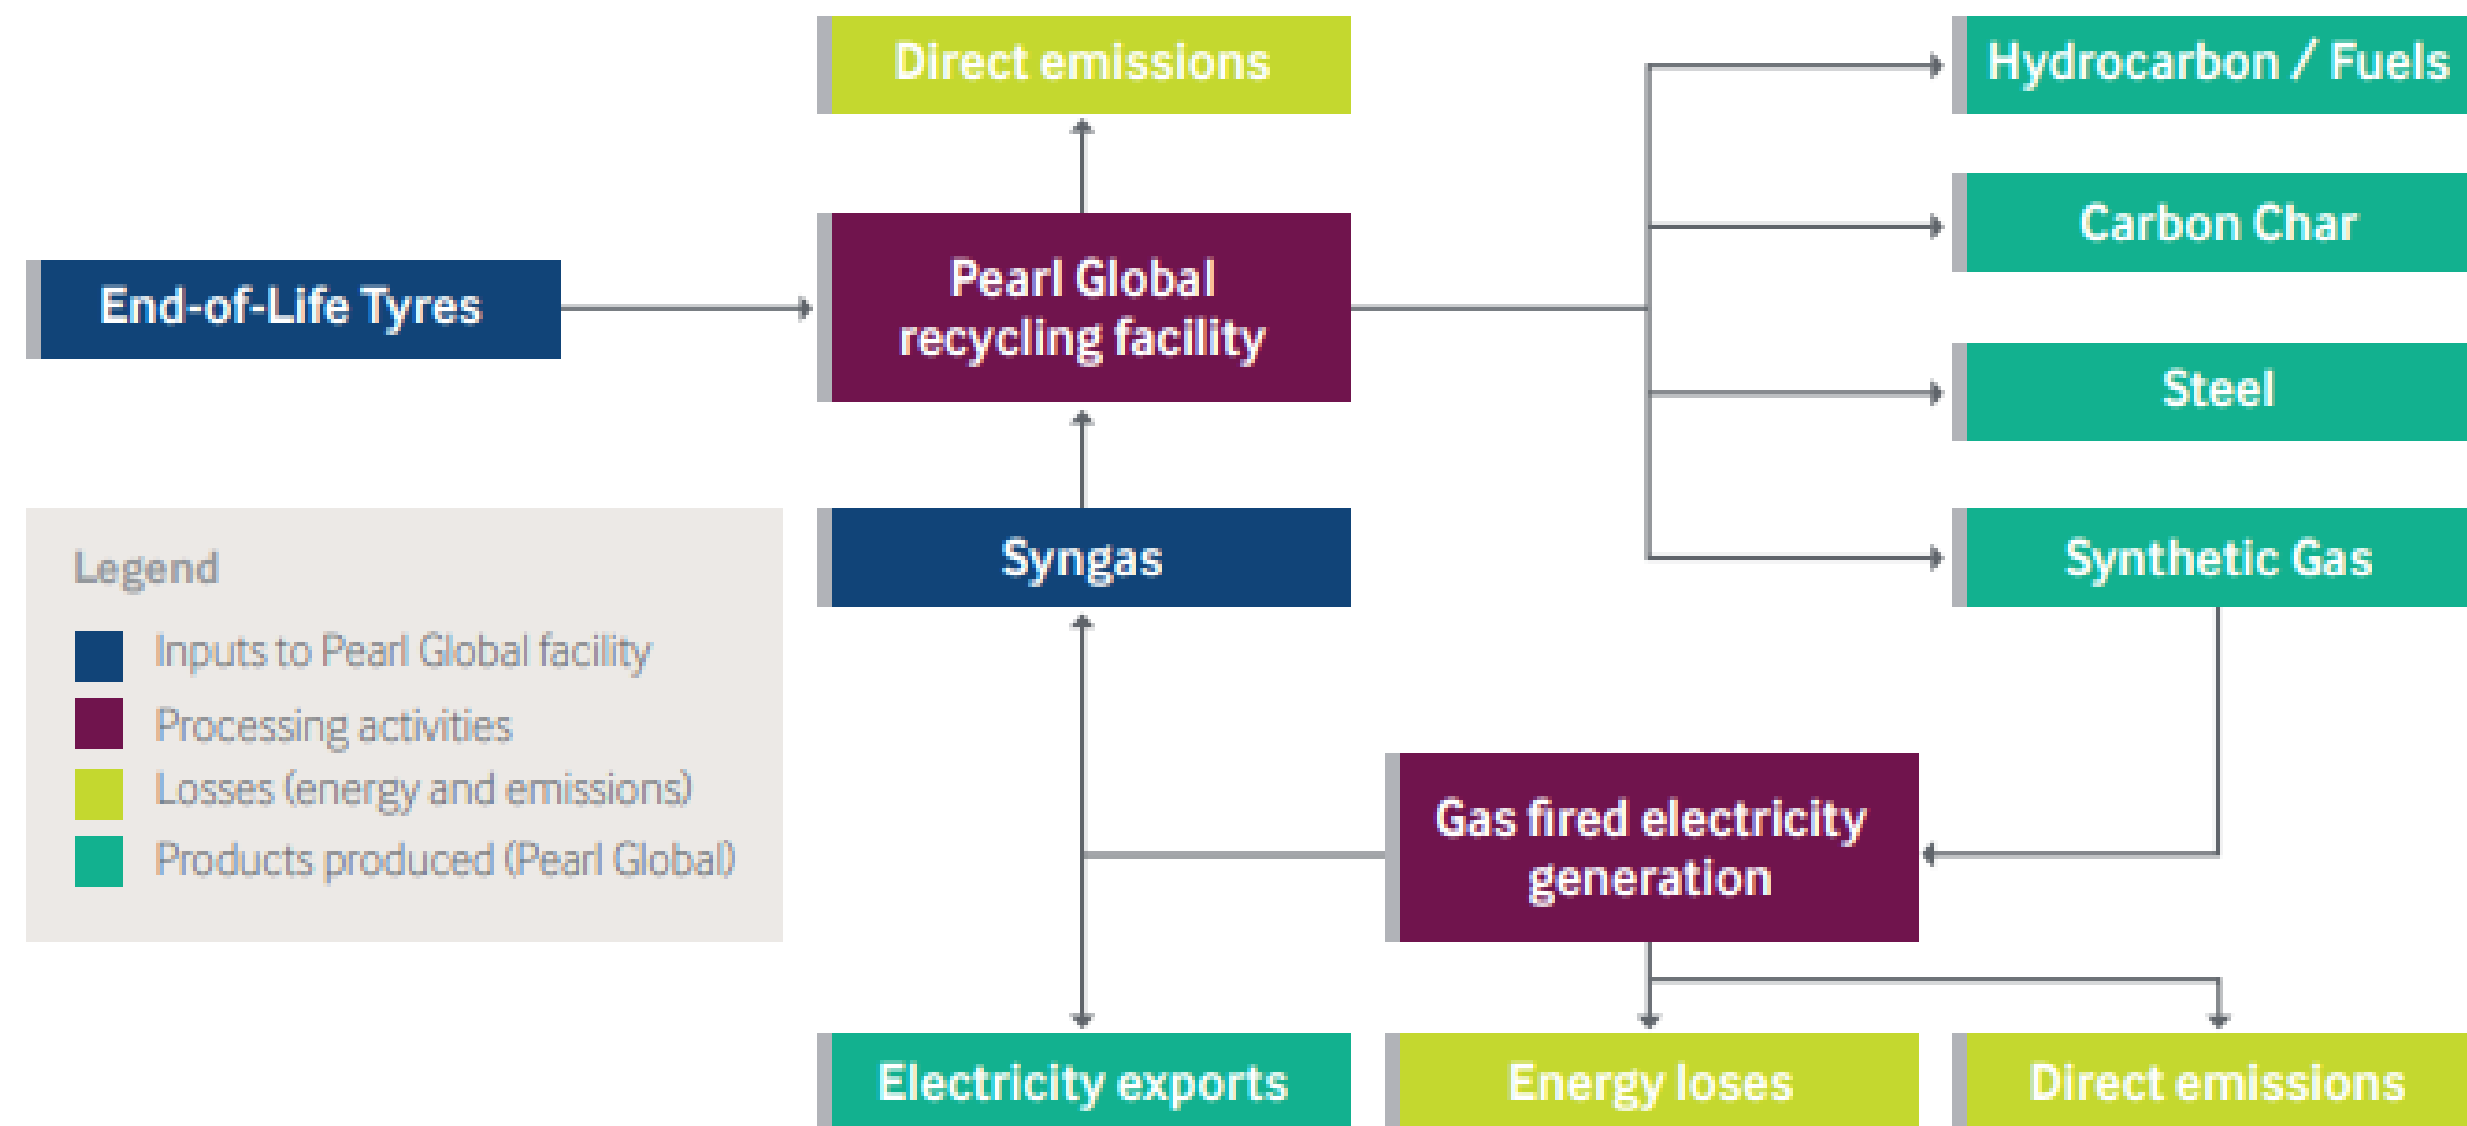 Direct emissions
Hydrocarbon / Fuels
Carbon Char
End-of-Life Tyres
Pearl Global
recycling facility
Steel
Syngas
Synthetic Gas
Legend
Inputs to Pearl Global facility
Processing activities
Losses (energy and emissions)
Products produced (Pearl Global)
Gas fired electricity
generation
Electricity exports
Energy loses
Direct emissions